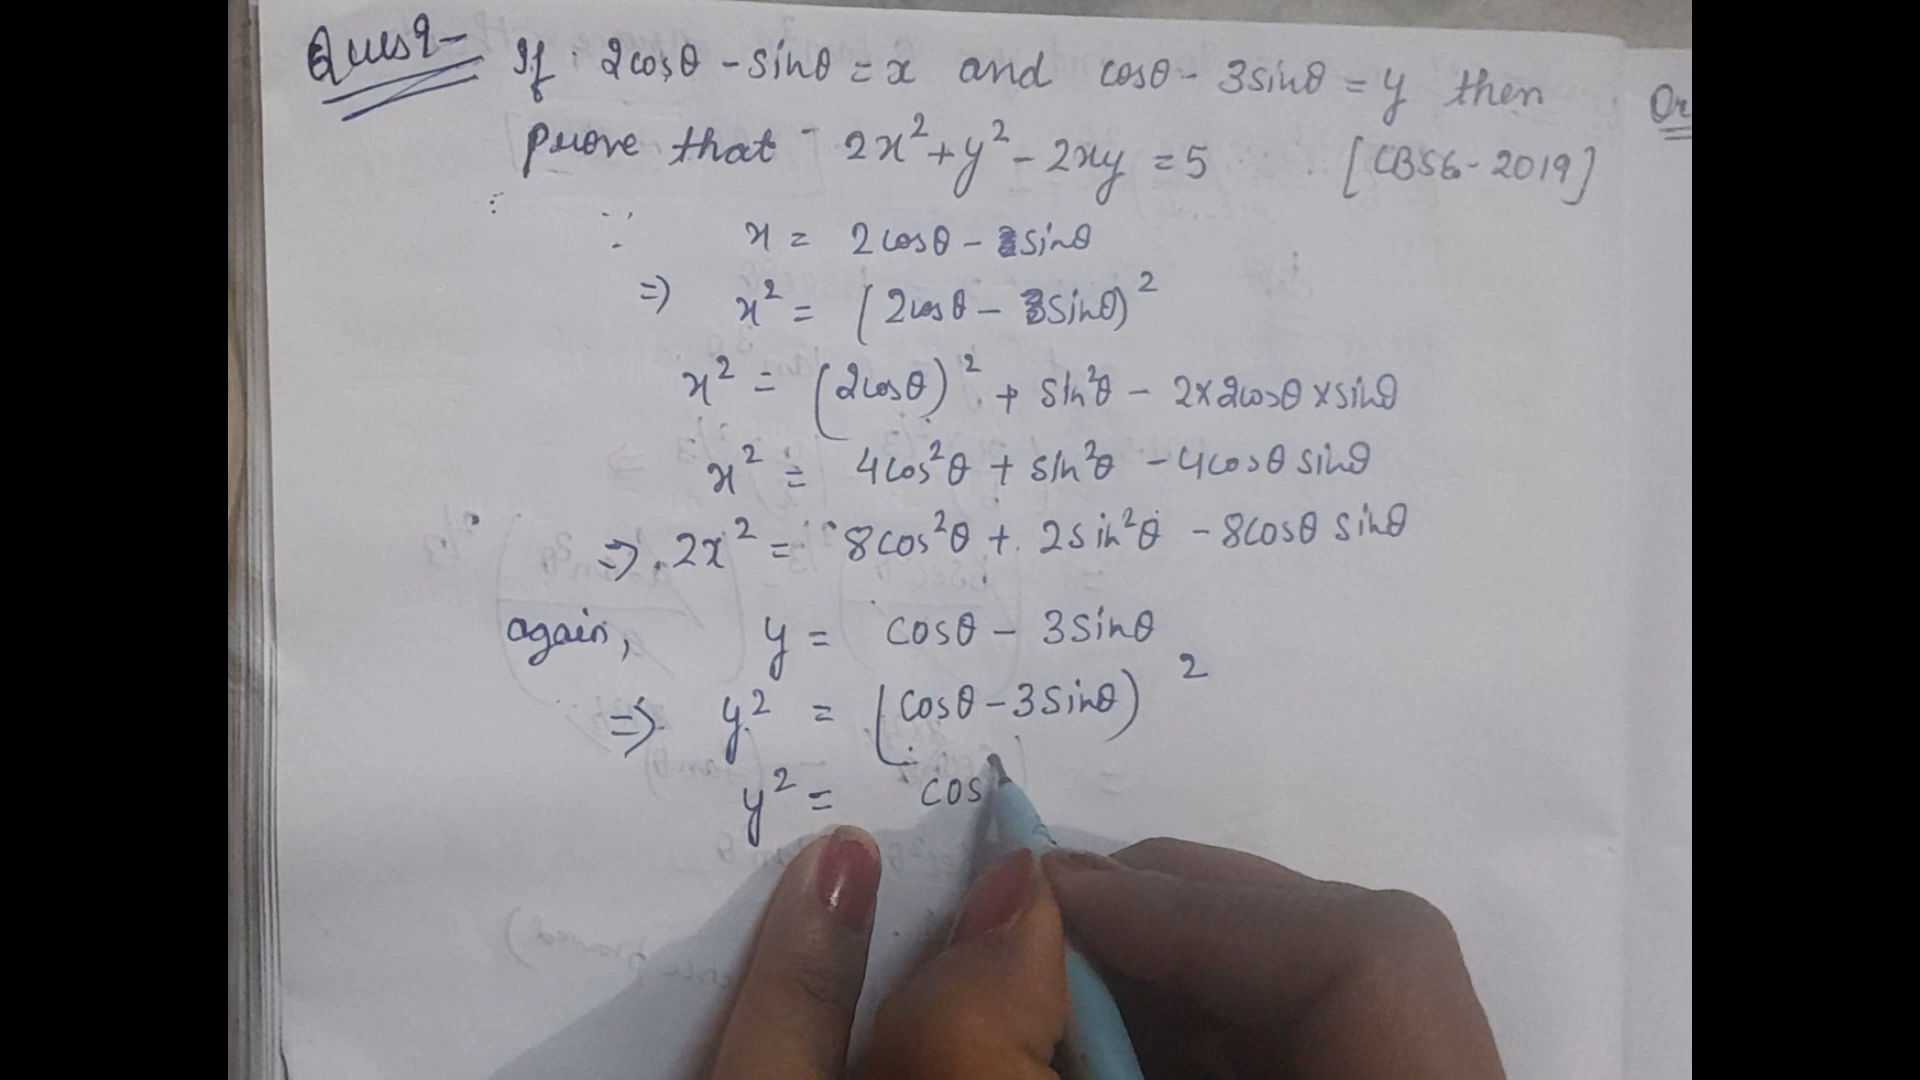 Ques 9- If 2cosθ - sinθ = x and cosθ - 3sinθ = y then
prove that - 2x² + y² - 2xy = 5 [CBSE-2019]
∵ x = 2cosθ - sinθ
=> x² = (2cosθ - sinθ)²
x² = (2cosθ)² + sin²θ - 2×2cosθ×sinθ
x² = 4cos²θ + sin²θ - 4cosθ sinθ
=> 2x² = 8cos²θ + 2sin²θ - 8cosθ sinθ
again, y = cosθ - 3sinθ
=> y² = (cosθ - 3sinθ)²
y² = cos